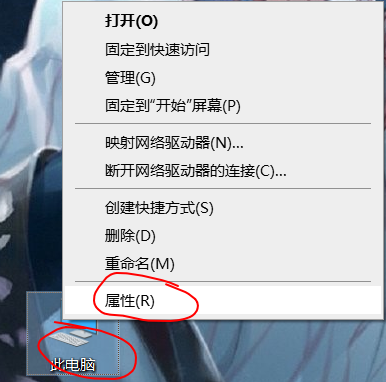 打开(O)
固定到快速访问
管理(G)
固定到“开始”屏幕(P)
映射网络驱动器(N)...
断开网络驱动器的连接(C)...
创建快捷方式(S)
删除(D)
重命名(M)
属性(R)
此电脑